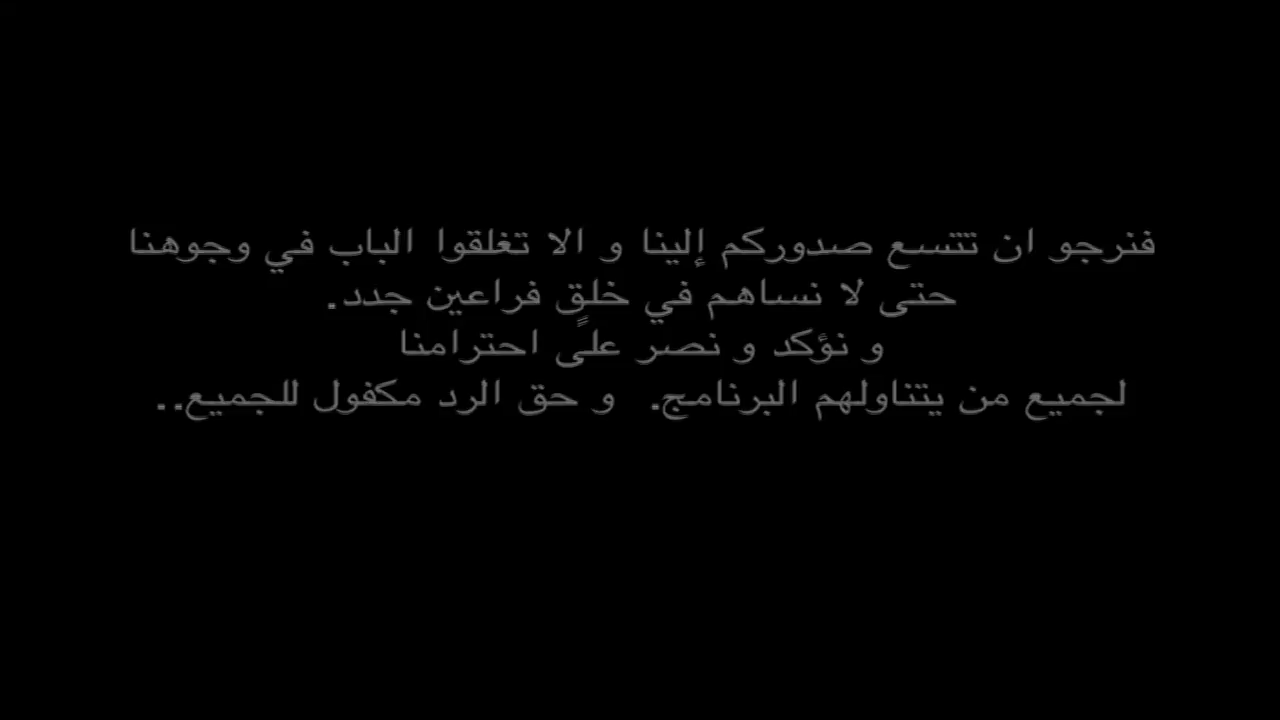 فنرجو ان تتسع صدوركم إلينا و الا تغلقوا الباب في وجوهنا
حتى لا نساهم في خلقٍ فراعين جدد.
و نؤكد و نصر علىً احترامنا
لجميع من يتناولهم البرنامج. و حق الرد مكفول للجميع..